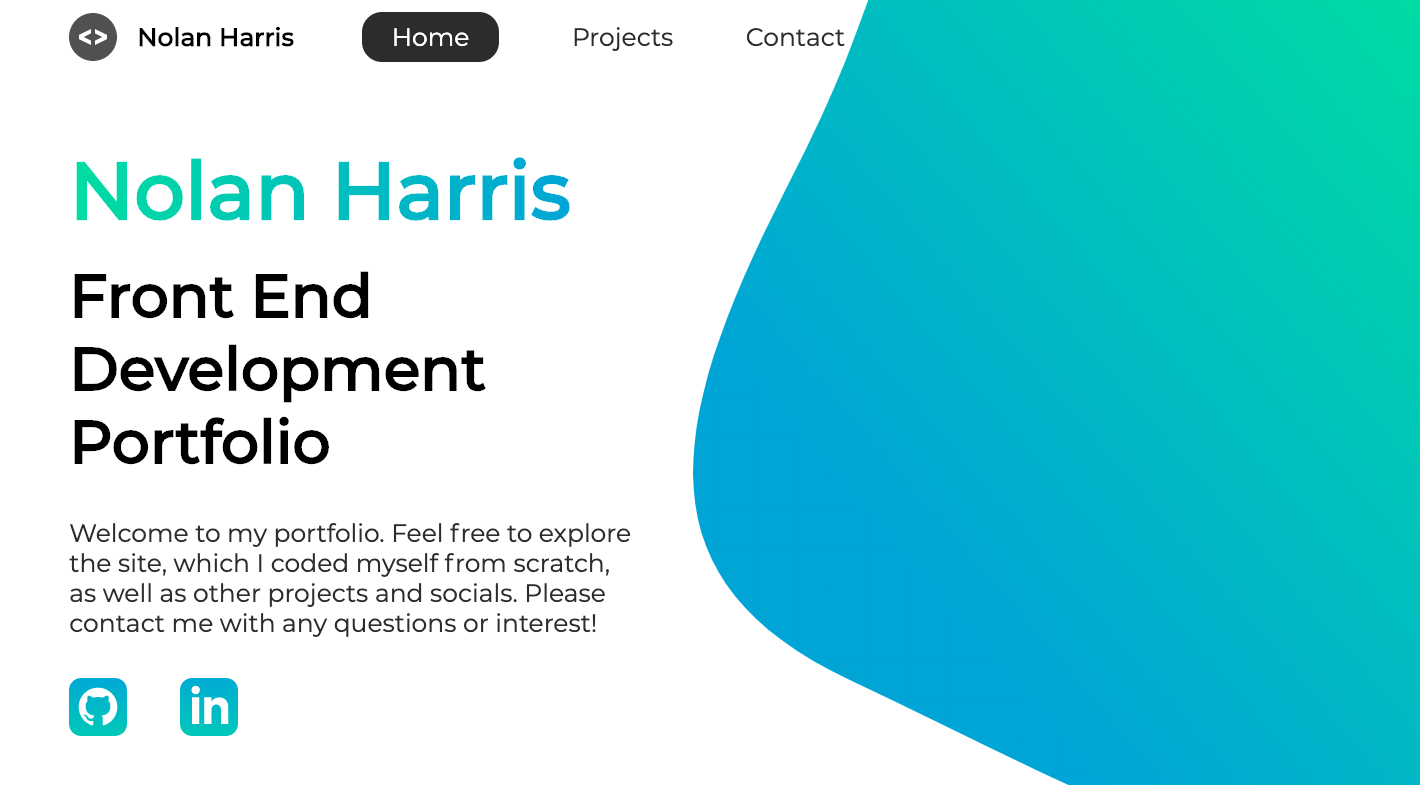 <> Nolan Harris Home Projects Contact
Nolan Harris
Front End
Development
Portfolio
Welcome to my portfolio. Feel free to explore
the site, which I coded myself from scratch,
as well as other projects and socials. Please
contact me with any questions or interest!
in